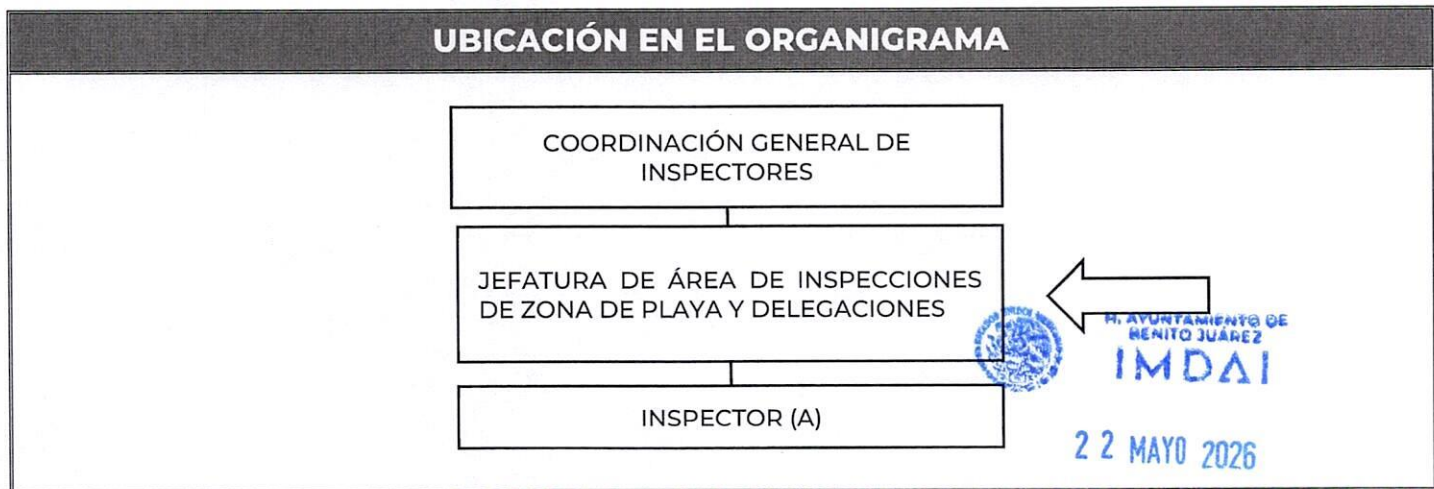 UBICACIÓN EN EL ORGANIGRAMA
COORDINACIÓN GENERAL DE
INSPECTORES
JEFATURA DE ÁREA DE INSPECCIONES
DE ZONA DE PLAYA Y DELEGACIONES
H. AYUNTAMIENTO DE
BENITO JUÁREZ
IMDAI
INSPECTOR (A)
22 MAYO 2026